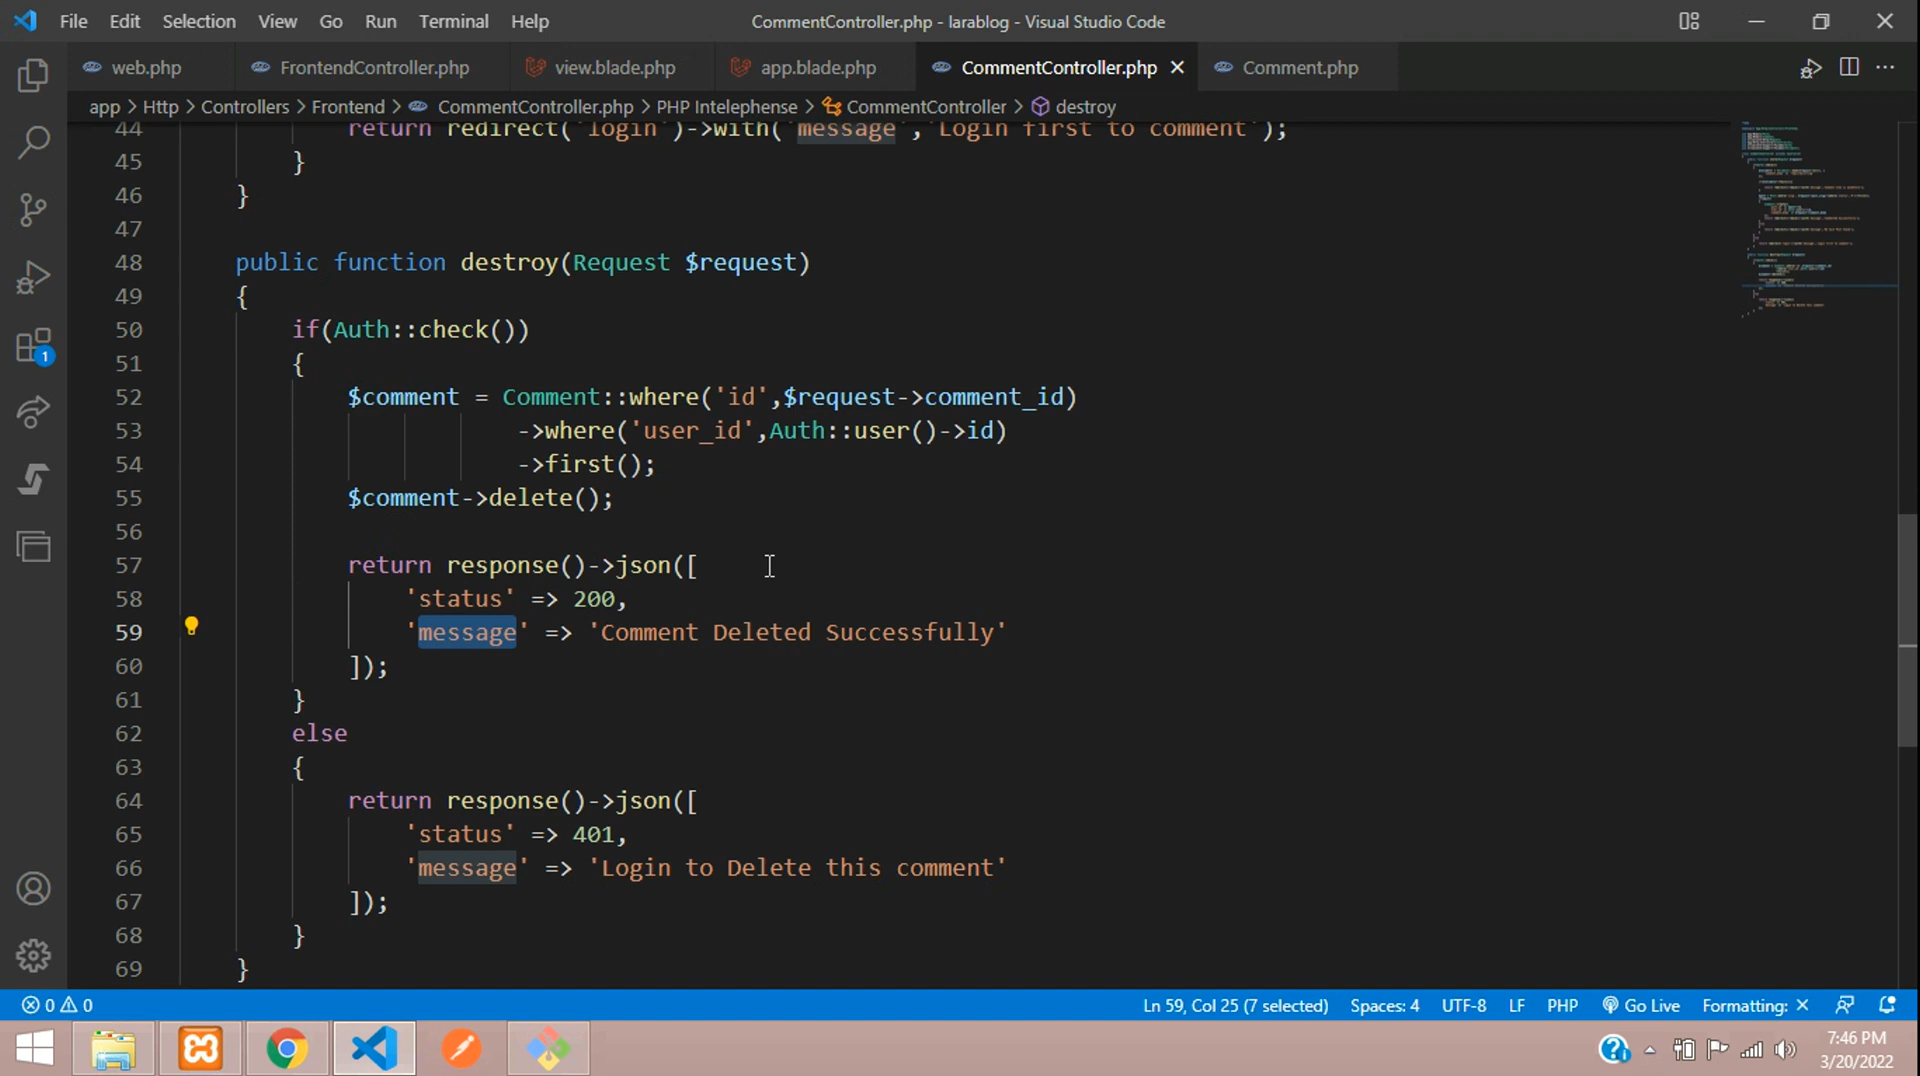 File Edit Selection View Go Run Terminal Help CommentController.php - larablog - Visual Studio Code
web.php FrontendController.php view.blade.php app.blade.php CommentController.php Comment.php
app > Http > Controllers > Frontend > CommentController.php > PHP Intelephense > CommentController > destroy
44 return redirect('login')->with('message','Login first to comment');
45 }
46 }
47
48 public function destroy(Request $request)
49 {
50 if(Auth::check())
51 {
52 $comment = Comment::where('id',$request->comment_id)
53 ->where('user_id',Auth::user()->id)
54 ->first();
55 $comment->delete();
56
57 return response()->json([
58 'status' => 200,
59 'message' => 'Comment Deleted Successfully'
60 ]);
61 }
62 else
63 {
64 return response()->json([
65 'status' => 401,
66 'message' => 'Login to Delete this comment'
67 ]);
68 }
69 }
1
0 0 Ln 59, Col 25 (7 selected) Spaces: 4 UTF-8 LF PHP Go Live Formatting: ×
7:46 PM
3/20/2022